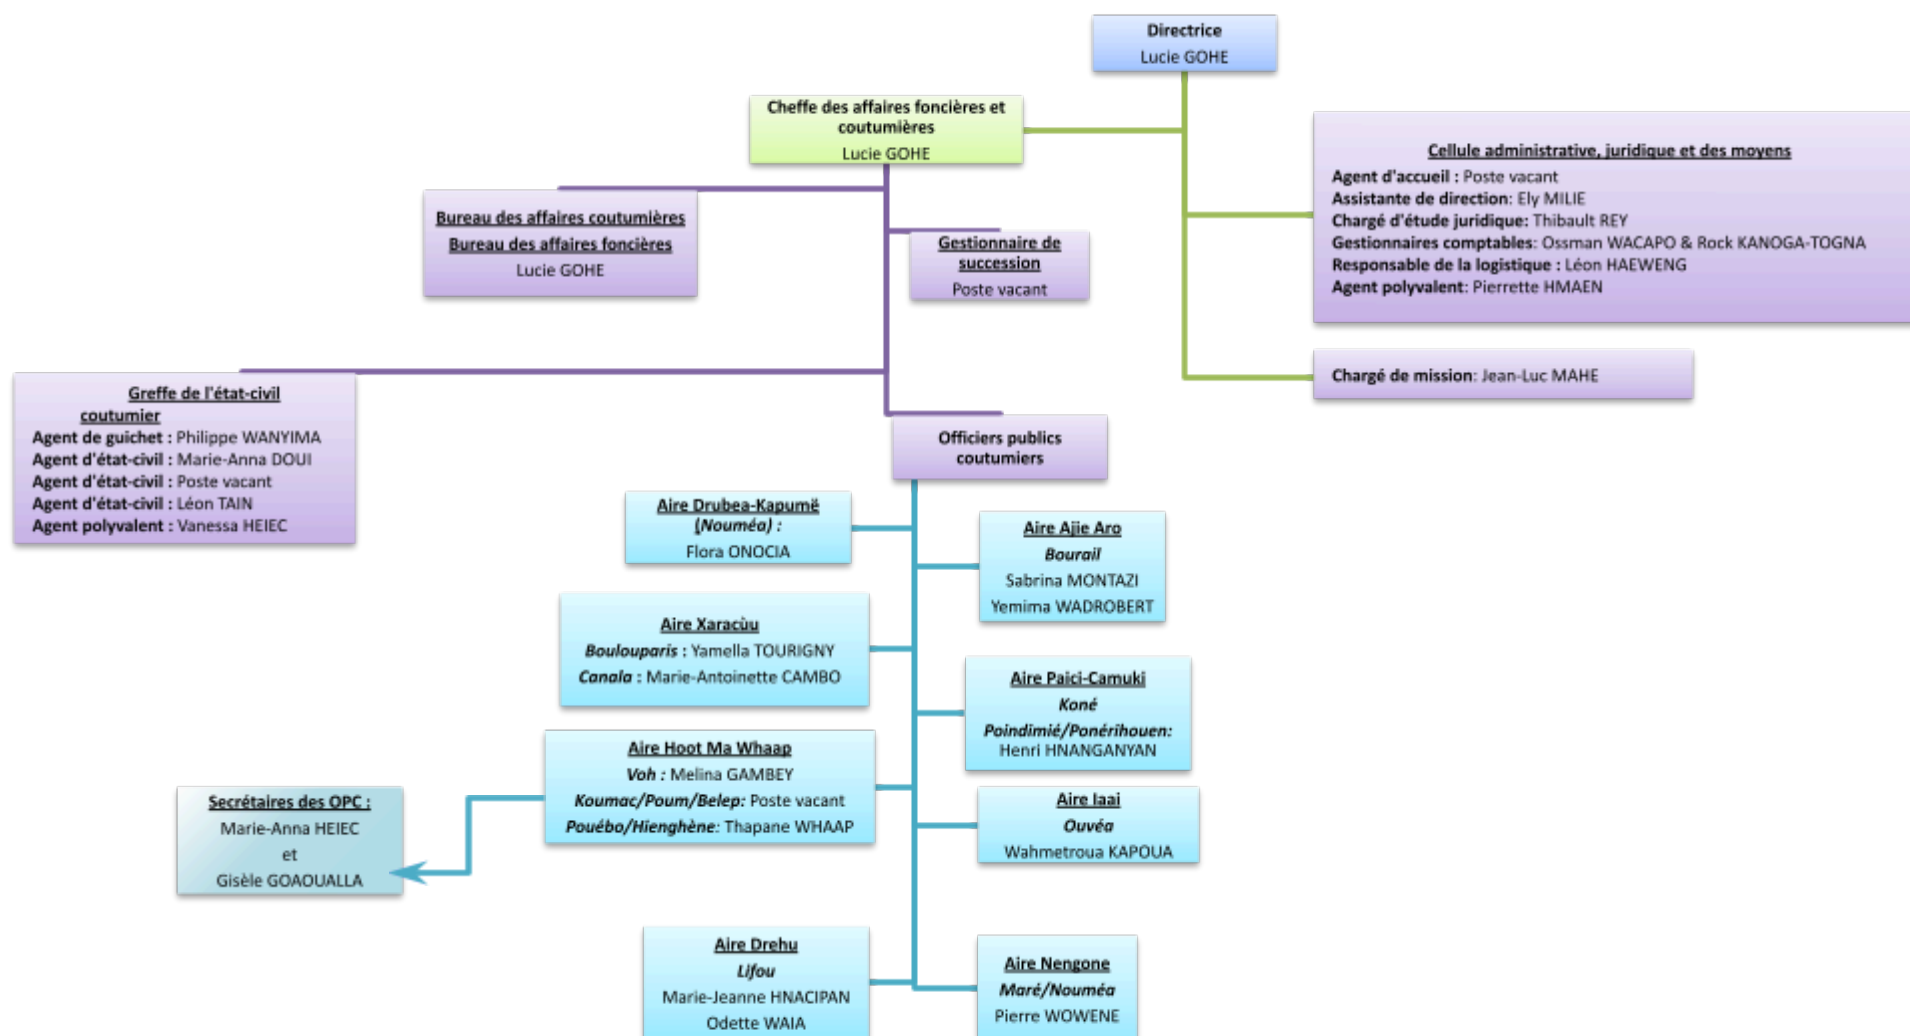 Directrice
Lucie GOHE
Cheffe des affaires foncières et
coutumières
Lucie GOHE
Cellule administrative, juridique et des moyens
Agent d'accueil : Poste vacant
Assistante de direction: Ely MILIE
Chargé d'étude juridique: Thibault REY
Gestionnaires comptables: Ossman WACAPO & Rock KANOGA-TOGNA
Responsable de la logistique : Léon HAEWENG
Agent polyvalent: Pierrette HMAEN
Bureau des affaires coutumières
Bureau des affaires foncières
Lucie GOHE
Gestionnaire de
succession
Poste vacant
Chargé de mission: Jean-Luc MAHE
Greffe de l'état-civil
coutumier
Agent de guichet : Philippe WANYIMA
Agent d'état-civil : Marie-Anna DOUI
Agent d'état-civil : Poste vacant
Agent d'état-civil : Léon TAIN
Agent polyvalent : Vanessa HEIEC
Officiers publics
coutumiers
Aire Drubea-Kapumë
(Nouméa) :
Flora ONOCIA
Aire Ajie Aro
Bourail
Sabrina MONTAZI
Yemima WADROBERT
Aire Xaracùu
Boulouparis : Yamella TOURIGNY
Canala : Marie-Antoinette CAMBO
Aire Paici-Camuki
Koné
Poindimié/Ponérihouen:
Henri HNANGANYAN
Aire Hoot Ma Whaap
Voh : Melina GAMBEY
Koumac/Poum/Belep: Poste vacant
Pouébo/Hienghène: Thapane WHAAP
Secrétaires des OPC :
Marie-Anna HEIEC
et
Gisèle GOAOUALLA
Aire Iaai
Ouvéa
Wahmetroua KAPOUA
Aire Drehu
Lifou
Marie-Jeanne HNACIPAN
Odette WAIA
Aire Nengone
Maré/Nouméa
Pierre WOWENE